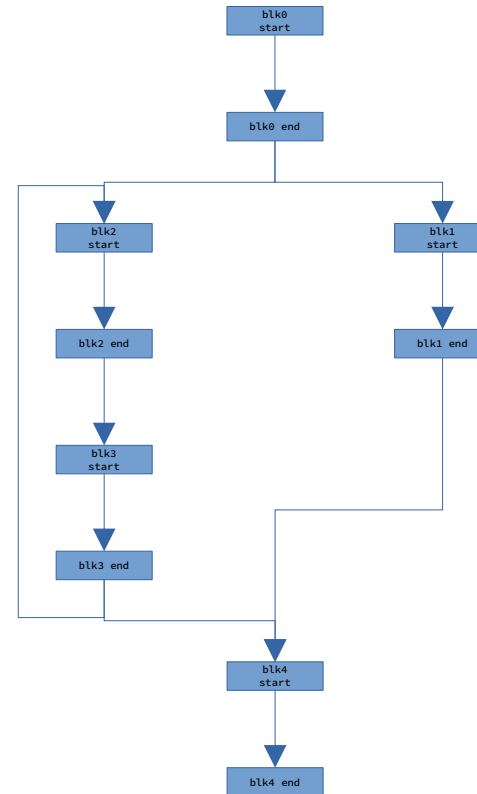 blk0
start
blk0 end
blk2
start
blk1
start
blk2 end
blk1 end
blk3
start
blk3 end
blk4
start
blk4 end